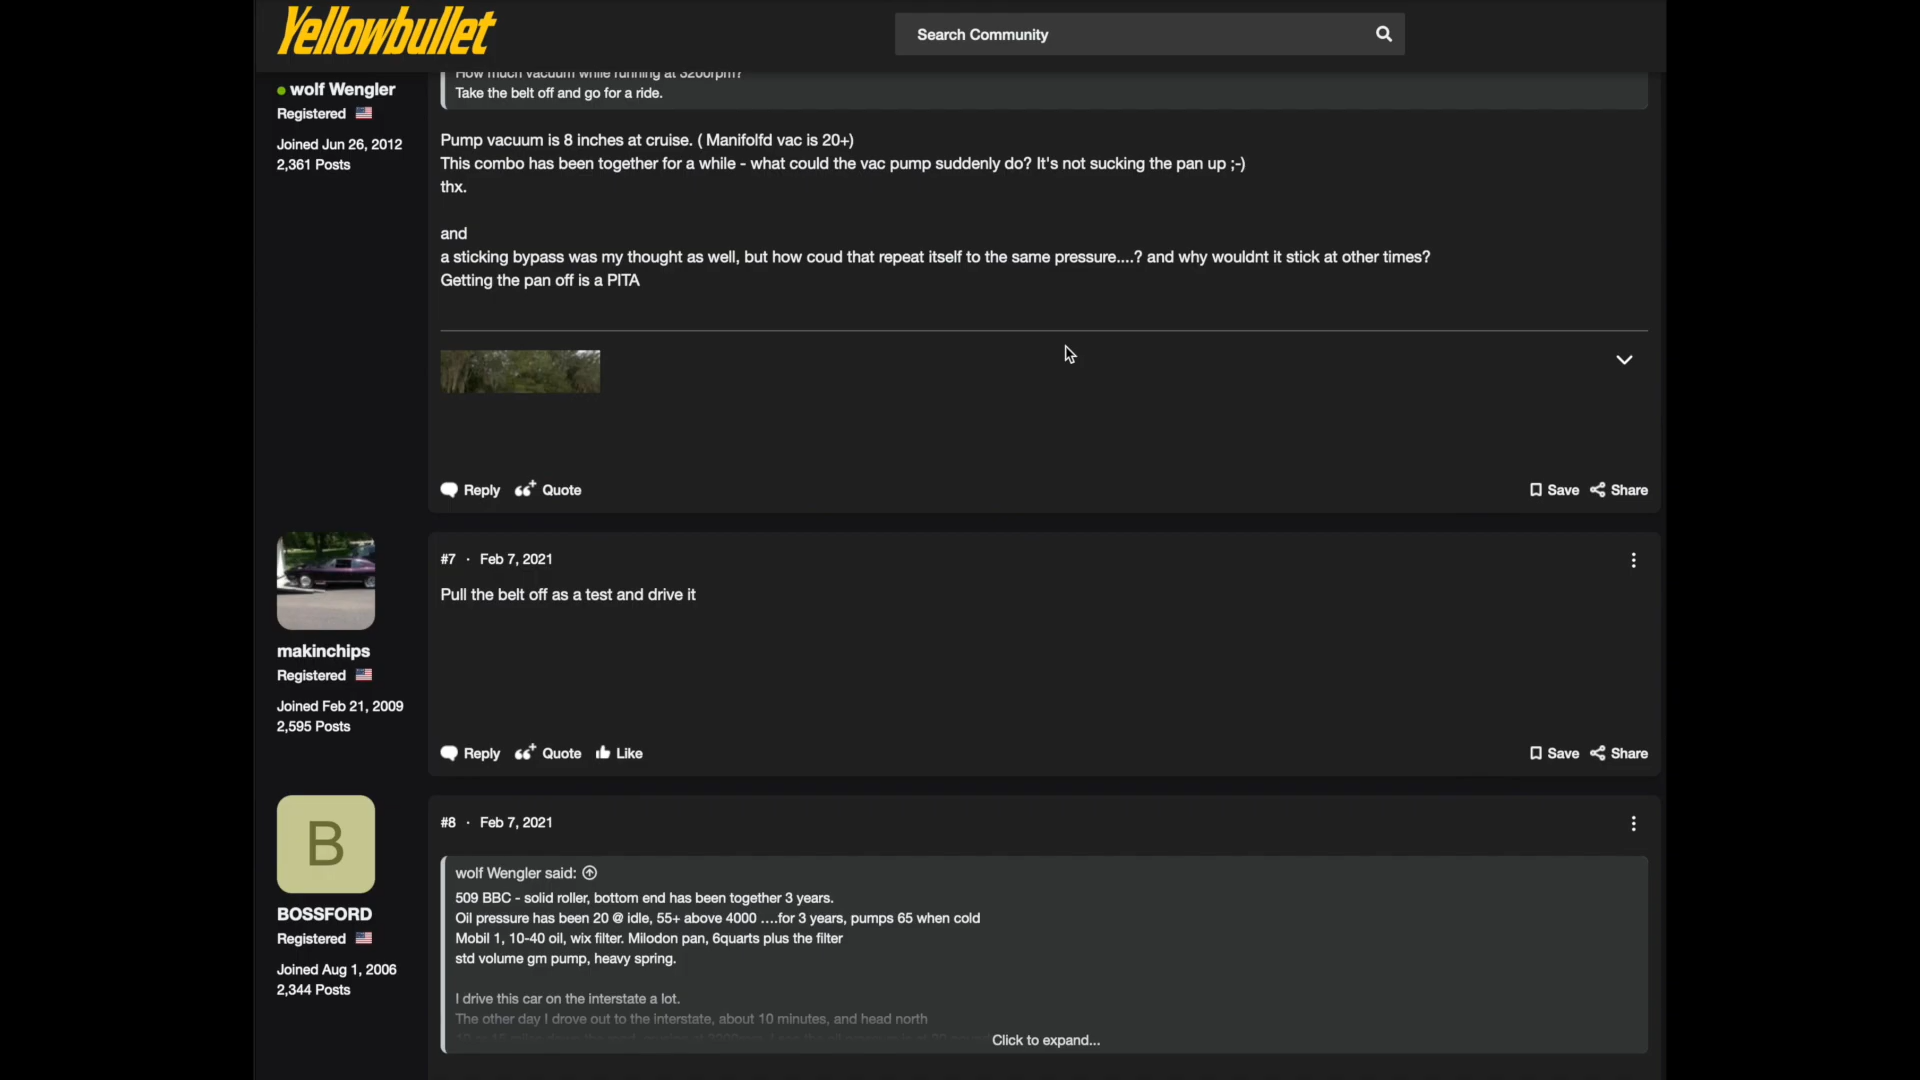 Yellowbullet
Search Community
How much vacuum while running at 3200rpm?
Take the belt off and go for a ride.
wolf Wengler
Registered
Joined Jun 26, 2012
2,361 Posts
Pump vacuum is 8 inches at cruise. ( Manifolfd vac is 20+)
This combo has been together for a while - what could the vac pump suddenly do? It's not sucking the pan up ;-)
thx.
and
a sticking bypass was my thought as well, but how coud that repeat itself to the same pressure....? and why wouldnt it stick at other times?
Getting the pan off is a PITA
Reply
Quote
Save
Share
makinchips
Registered
Joined Feb 21, 2009
2,595 Posts
#7 · Feb 7, 2021
Pull the belt off as a test and drive it
Reply
Quote
Like
Save
Share
B
BOSSFORD
Registered
Joined Aug 1, 2006
2,344 Posts
#8 · Feb 7, 2021
wolf Wengler said:
509 BBC - solid roller, bottom end has been together 3 years.
Oil pressure has been 20 @ idle, 55+ above 4000 ....for 3 years, pumps 65 when cold
Mobil 1, 10-40 oil, wix filter. Milodon pan, 6quarts plus the filter
std volume gm pump, heavy spring.
I drive this car on the interstate a lot.
The other day I drove out to the interstate, about 10 minutes, and head north
Click to expand...